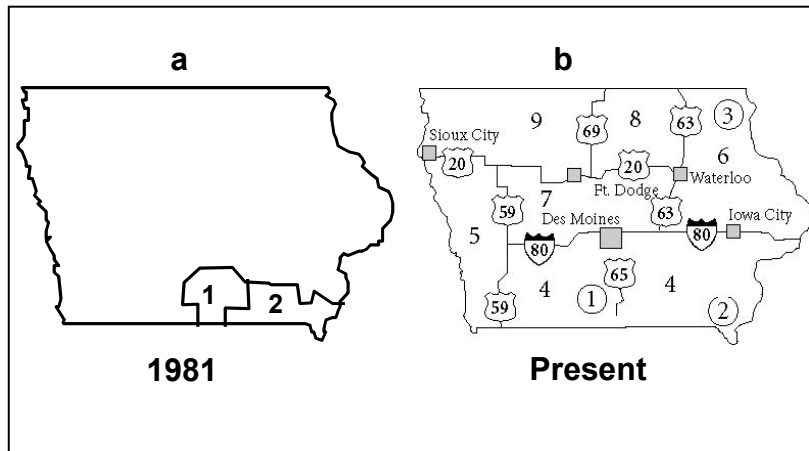 a
b
1
2
1981
9
69
8
63
3
Sioux City
20
6
20
Waterloo
7
Ft. Dodge
59
Des Moines
63
Iowa City
5
80
80
65
4
1
4
59
2
Present